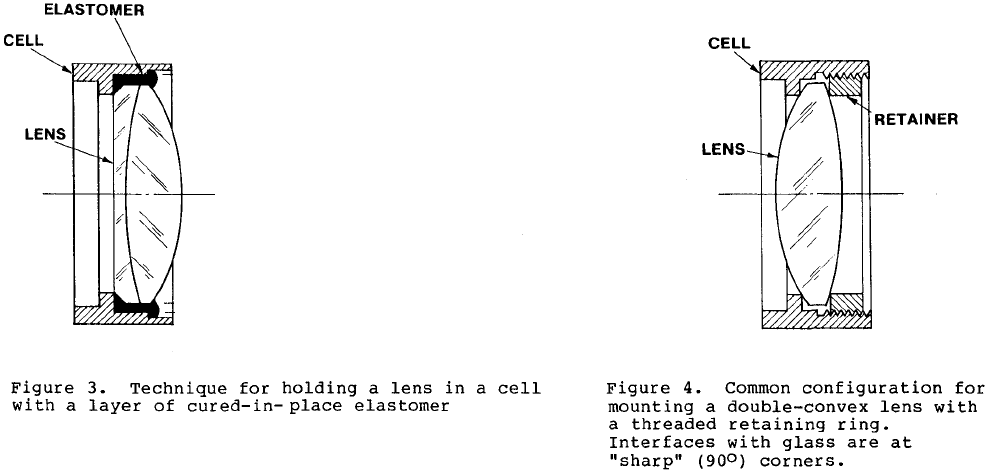 ELASTOMER
CELL
LENS
Figure 3. Technique for holding a lens in a cell
with a layer of cured-in-place elastomer
CELL
RETAINER
LENS
Figure 4. Common configuration for
mounting a double-convex lens with
a threaded retaining ring.
Interfaces with glass are at
"sharp" (90°) corners.